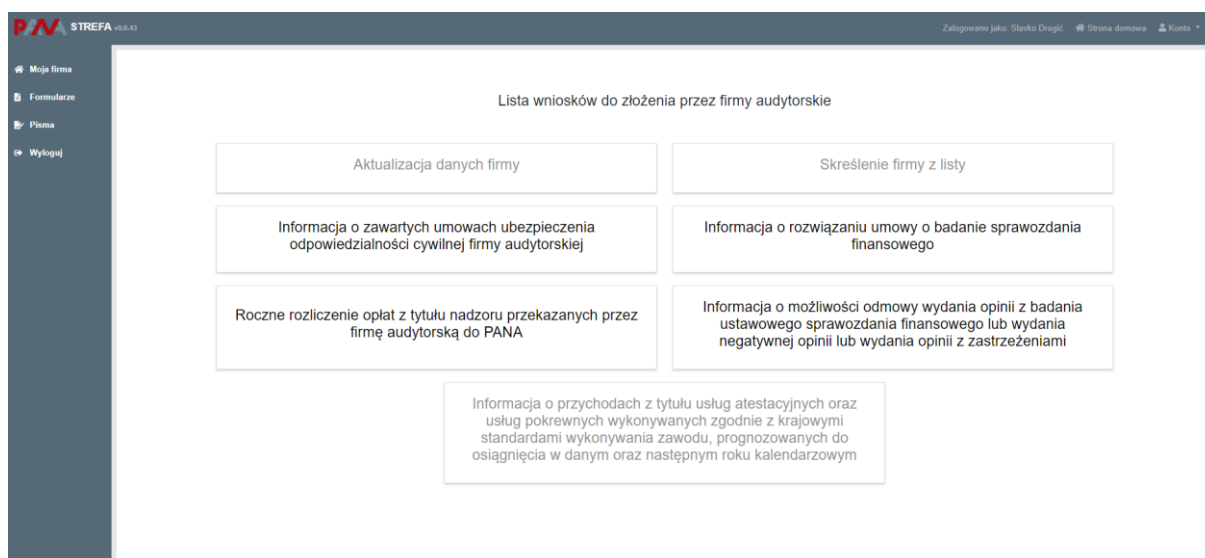 PANA STREFA v0.0.43
Zalogowano jako: Slavko Dragić Strona domowa Konto
Moja firma
Formularze
Pisma
Wyloguj
Lista wniosków do złożenia przez firmy audytorskie
Aktualizacja danych firmy
Skreślenie firmy z listy
Informacja o zawartych umowach ubezpieczenia
odpowiedzialności cywilnej firmy audytorskiej
Informacja o rozwiązaniu umowy o badanie sprawozdania
finansowego
Roczne rozliczenie opłat z tytułu nadzoru przekazanych przez
firmę audytorską do PANA
Informacja o możliwości odmowy wydania opinii z badania
ustawowego sprawozdania finansowego lub wydania
negatywnej opinii lub wydania opinii z zastrzeżeniami
Informacja o przychodach z tytułu usług atestacyjnych oraz
usług pokrewnych wykonywanych zgodnie z krajowymi
standardami wykonywania zawodu, prognozowanych do
osiągnięcia w danym oraz następnym roku kalendarzowym